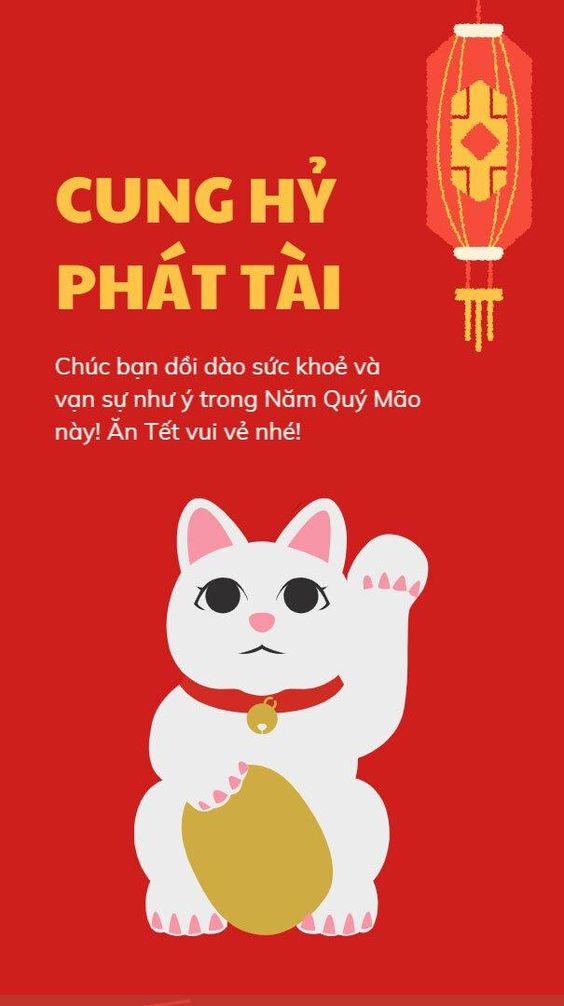 CUNG HỶ
PHÁT TÀI
Chúc bạn dồi dào sức khoẻ và
vạn sự như ý trong Năm Quý Mão
này! Ăn Tết vui vẻ nhé!